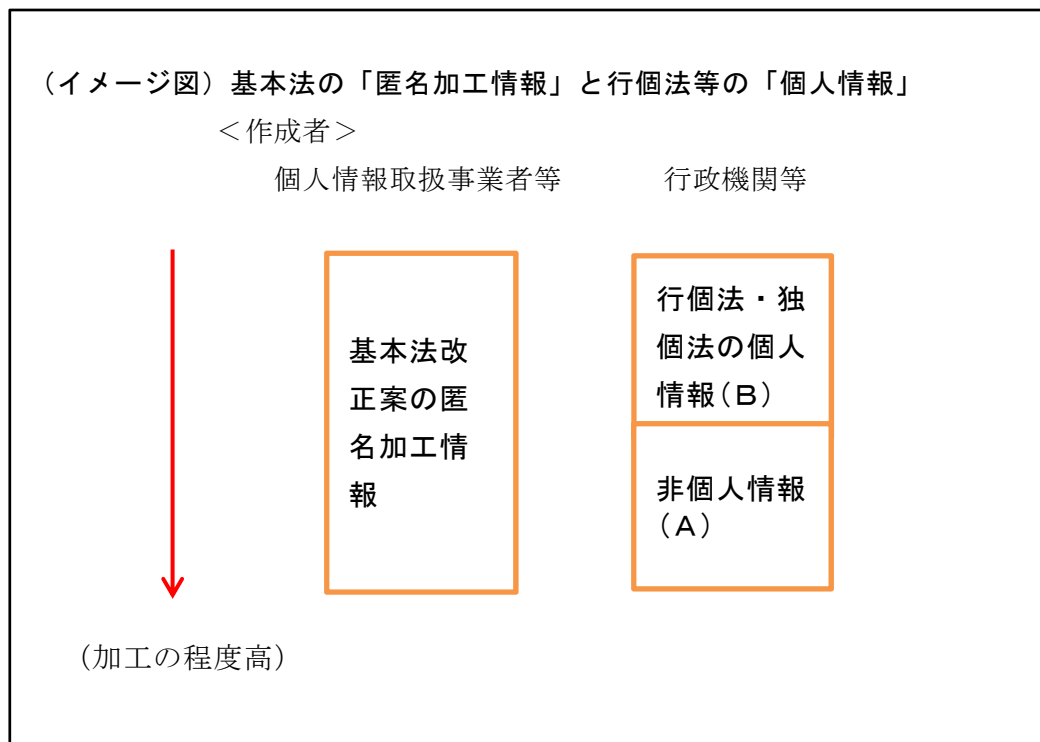 （イメージ図）基本法の「匿名加工情報」と行個法等の「個人情報」
＜作成者＞
個人情報取扱事業者等　行政機関等
基本法改
正案の匿
名加工情
報
行個法・独
個法の個人
情報（Ｂ）
非個人情報
（Ａ）
（加工の程度高）